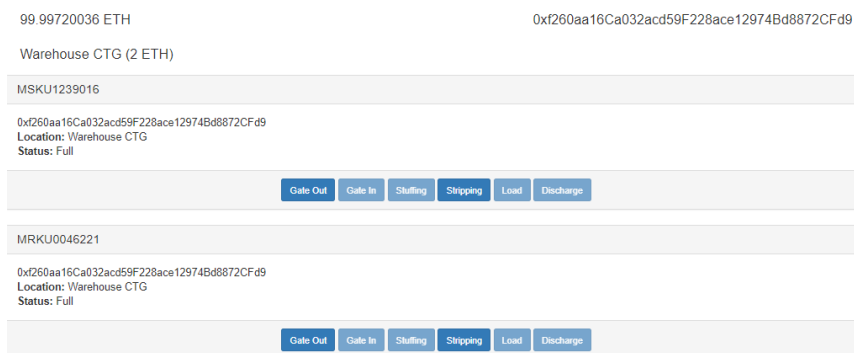 99.99720036 ETH 0xf260aa16Ca032acd59F228ace12974Bd8872CFd9
Warehouse CTG (2 ETH)
MSKU1239016
0xf260aa16Ca032acd59F228ace12974Bd8872CFd9
Location: Warehouse CTG
Status: Full
Gate Out Gate In Stuffing Stripping Load Discharge
MRKU0046221
0xf260aa16Ca032acd59F228ace12974Bd8872CFd9
Location: Warehouse CTG
Status: Full
Gate Out Gate In Stuffing Stripping Load Discharge